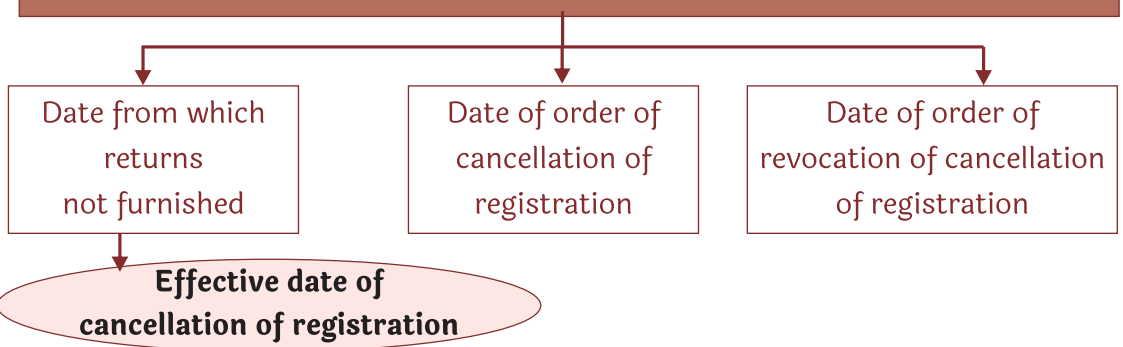 Date from which
returns
not furnished
Date of order of
cancellation of
registration
Date of order of
revocation of cancellation
of registration
Effective date of
cancellation of registration